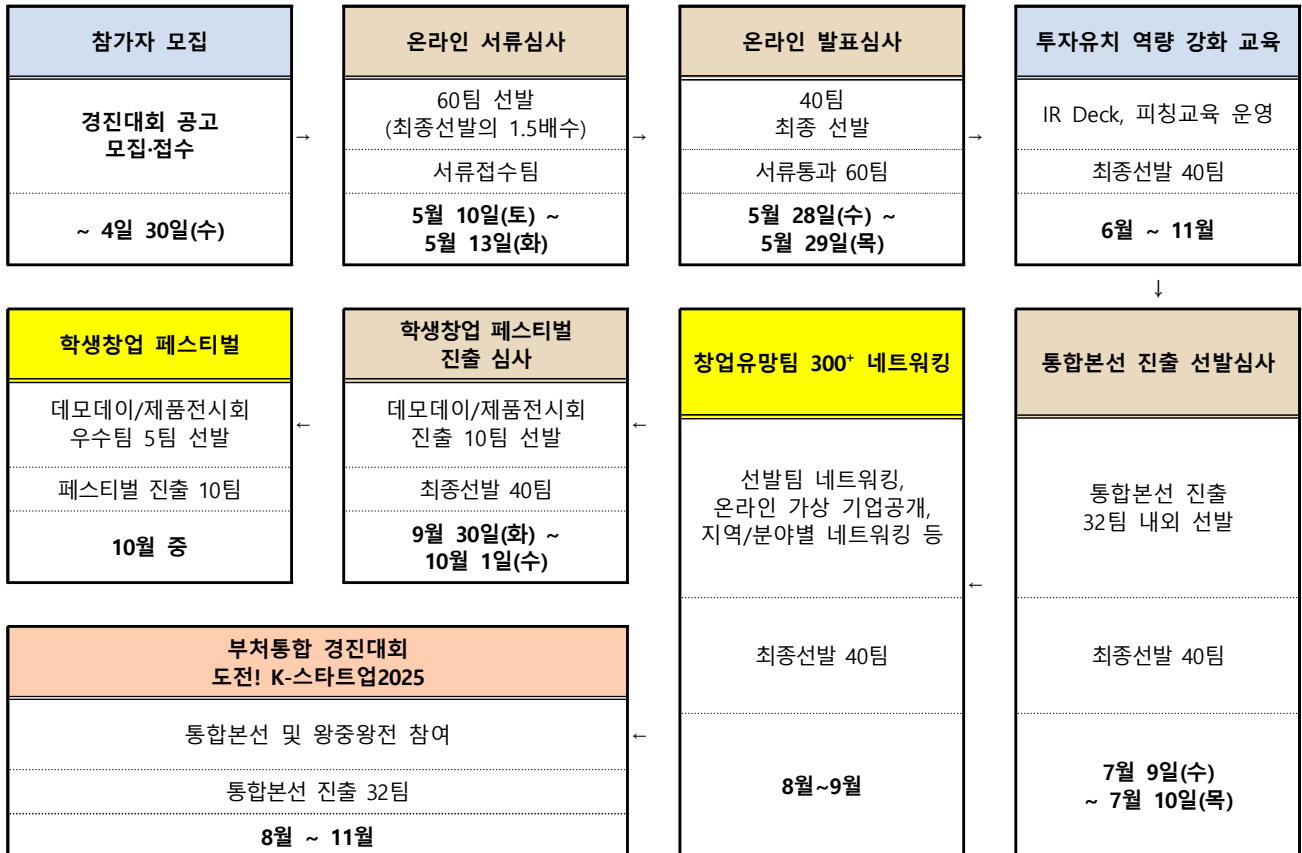 참가자 모집
경진대회 공고
모집·접수
~ 4일 30일(수)
→
온라인 서류심사
60팀 선발
(최종선발의 1.5배수)
서류접수팀
5월 10일(토) ~
5월 13일(화)
→
온라인 발표심사
40팀
최종 선발
서류통과 60팀
5월 28일(수) ~
5월 29일(목)
→
투자유치 역량 강화 교육
IR Deck, 피칭교육 운영
최종선발 40팀
6월 ~ 11월
↓
통합본선 진출 선발심사
통합본선 진출
32팀 내외 선발
최종선발 40팀
7월 9일(수)
~ 7월 10일(목)
←
창업유망팀 300⁺ 네트워킹
선발팀 네트워킹,
온라인 가상 기업공개,
지역/분야별 네트워킹 등
최종선발 40팀
8월~9월
←
학생창업 페스티벌
진출 심사
데모데이/제품전시회
진출 10팀 선발
최종선발 40팀
9월 30일(화) ~
10월 1일(수)
←
학생창업 페스티벌
데모데이/제품전시회
우수팀 5팀 선발
페스티벌 진출 10팀
10월 중
←
부처통합 경진대회
도전! K-스타트업2025
통합본선 및 왕중왕전 참여
통합본선 진출 32팀
8월 ~ 11월